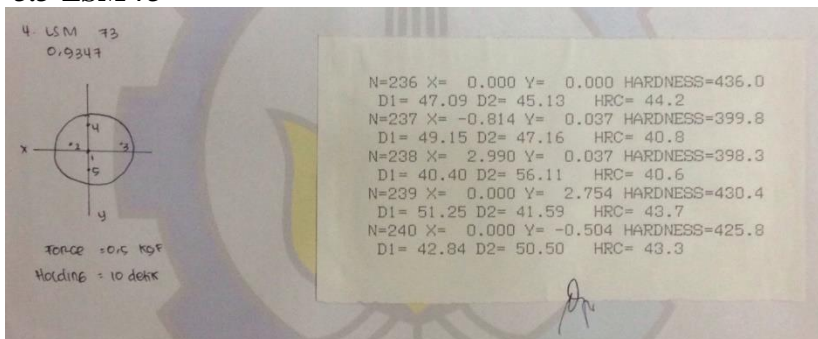 4. LSM 73
0,9347
4
x 2 1 3
5
y
Force = 0,5 kgf
Holding = 10 detik
N=236 X= 0.000 Y= 0.000 HARDNESS=436.0
D1= 47.09 D2= 45.13 HRC= 44.2
N=237 X= -0.814 Y= 0.037 HARDNESS=399.8
D1= 49.15 D2= 47.16 HRC= 40.8
N=238 X= 2.990 Y= 0.037 HARDNESS=398.3
D1= 40.40 D2= 56.11 HRC= 40.6
N=239 X= 0.000 Y= 2.754 HARDNESS=430.4
D1= 51.25 D2= 41.59 HRC= 43.7
N=240 X= 0.000 Y= -0.504 HARDNESS=425.8
D1= 42.84 D2= 50.50 HRC= 43.3